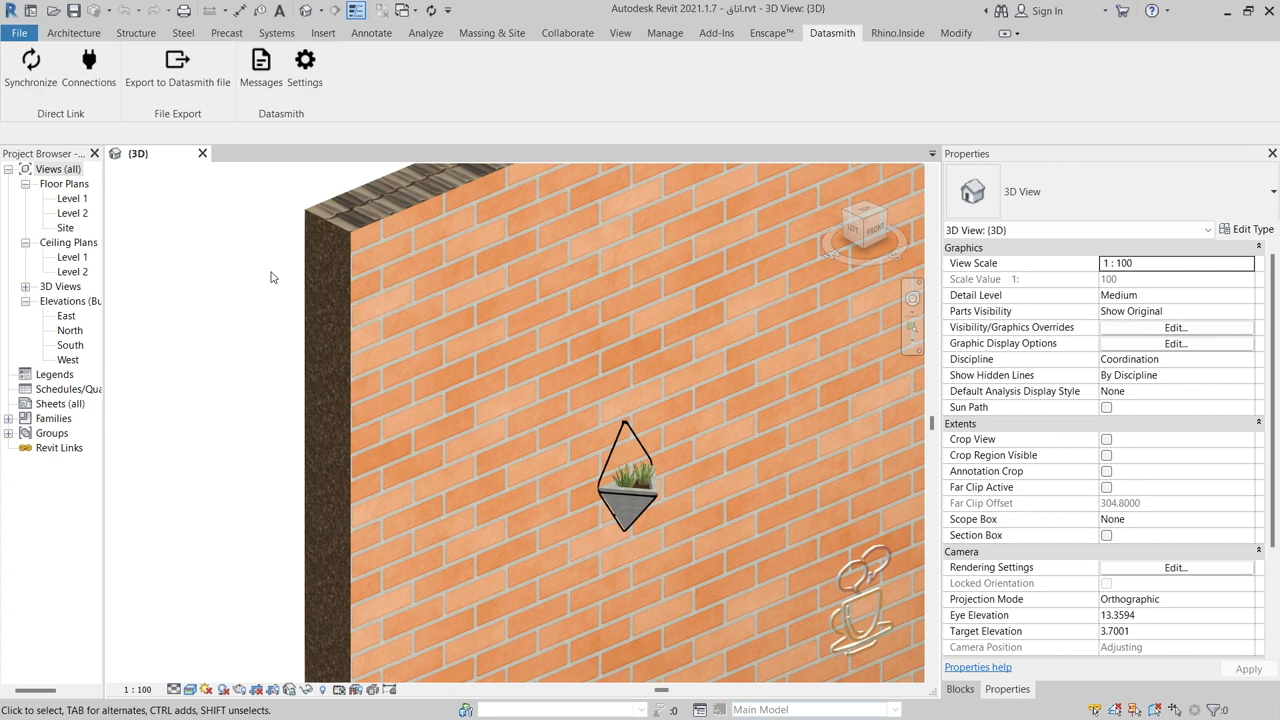 Autodesk Revit 2021.1.7 - اتاق.rvt - 3D View: {3D}
Sign In
File Architecture Structure Steel Precast Systems Insert Annotate Analyze Massing & Site Collaborate View Manage Add-Ins Enscape™ Datasmith Rhino.Inside Modify
Synchronize Connections Export to Datasmith file Messages Settings
Direct Link File Export Datasmith
Project Browser -...
{3D}
Properties
Views (all)
Floor Plans
Level 1
Level 2
Site
Ceiling Plans
Level 1
Level 2
3D Views
Elevations (Bu
East
North
South
West
Legends
Schedules/Qua
Sheets (all)
Families
Groups
Revit Links
TOP
LEFT
FRONT
3D View
3D View: {3D}
Edit Type
Graphics
View Scale 1 : 100
Scale Value 1: 100
Detail Level Medium
Parts Visibility Show Original
Visibility/Graphics Overrides Edit...
Graphic Display Options Edit...
Discipline Coordination
Show Hidden Lines By Discipline
Default Analysis Display Style None
Sun Path
Extents
Crop View
Crop Region Visible
Annotation Crop
Far Clip Active
Far Clip Offset 304.8000
Scope Box None
Section Box
Camera
Rendering Settings Edit...
Locked Orientation
Projection Mode Orthographic
Eye Elevation 13.3594
Target Elevation 3.7001
Camera Position Adjusting
Properties help
Apply
1 : 100
Blocks Properties
Click to select, TAB for alternates, CTRL adds, SHIFT unselects.
:0
Main Model
:0